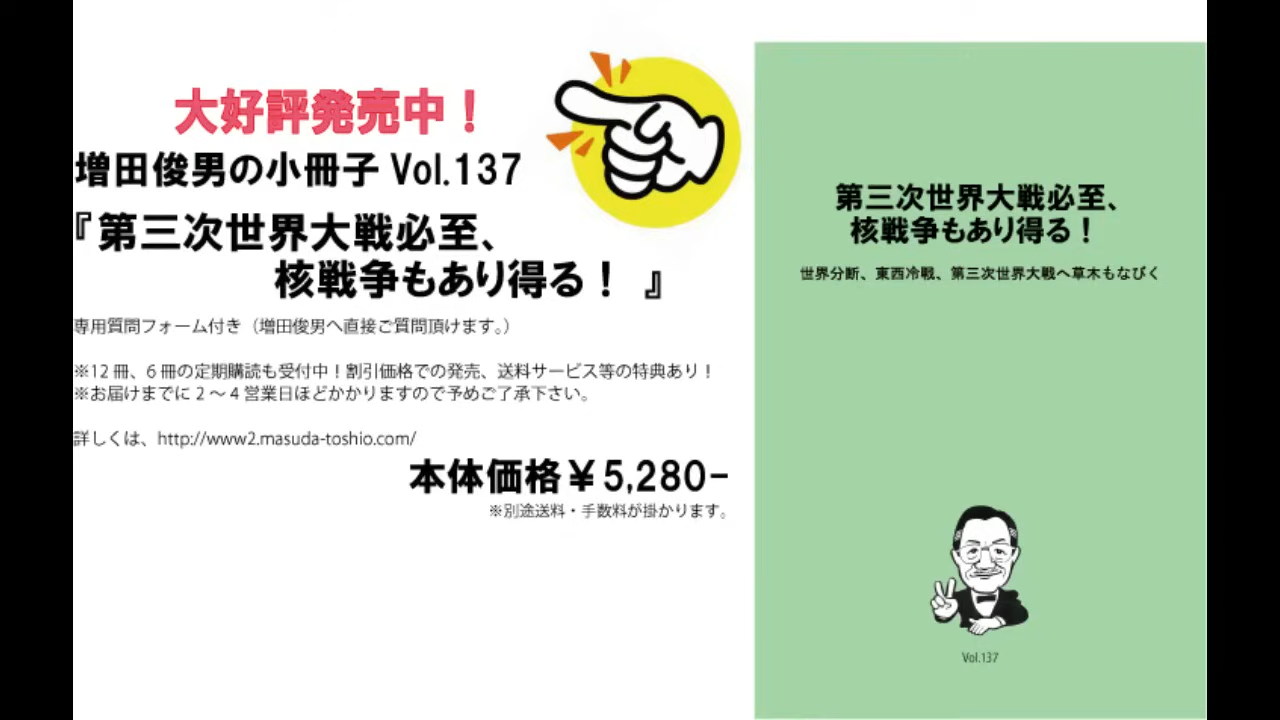 大好評発売中！
増田俊男の小冊子 Vol.137
『第三次世界大戦必至、
核戦争もあり得る！』
専用質問フォーム付き（増田俊男へ直接ご質問頂けます。）
※12 冊、6 冊の定期購読も受付中！割引価格での発売、送料サービス等の特典あり！
※お届けまでに 2 〜 4 営業日ほどかかりますので予めご了承下さい。
詳しくは、http://www2.masuda-toshio.com/
本体価格￥5,280-
※別途送料・手数料が掛かります。
第三次世界大戦必至、
核戦争もあり得る！
世界分断、東西冷戦、第三次世界大戦へ草木もなびく
Vol.137